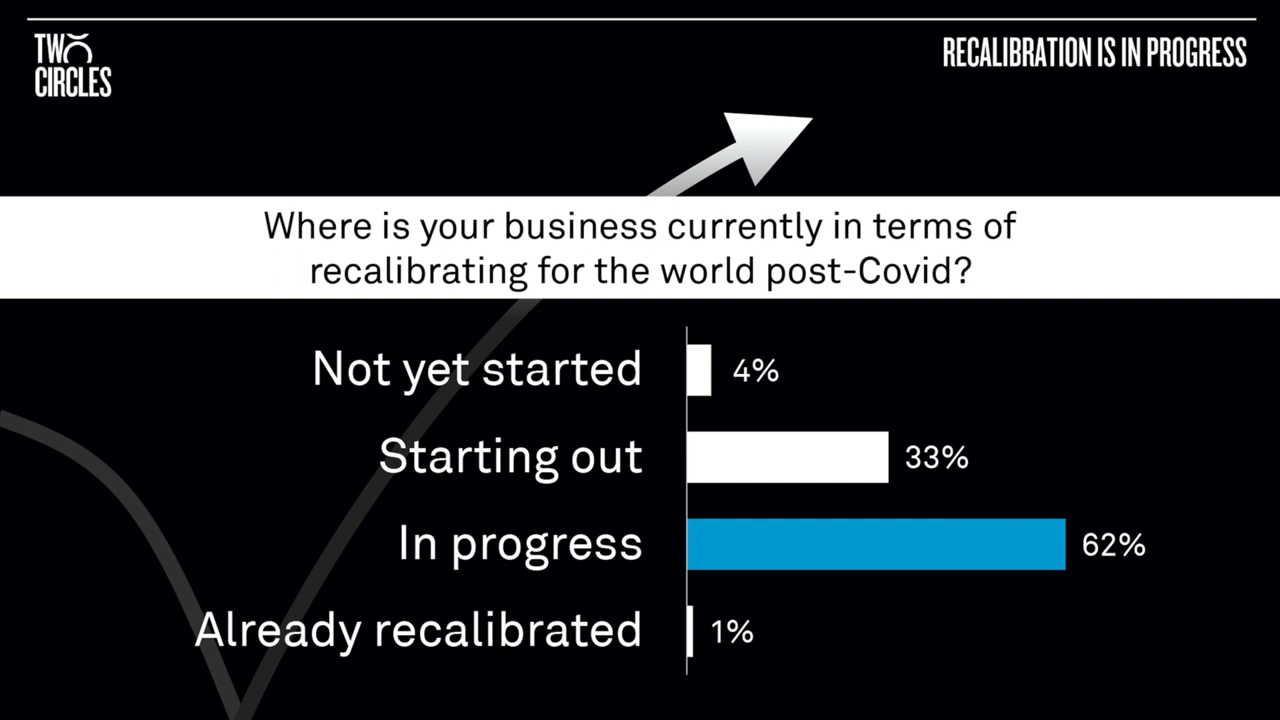 TWO
CIRCLES
RECALIBRATION IS IN PROGRESS
Where is your business currently in terms of
recalibrating for the world post-Covid?
Not yet started 4%
Starting out 33%
In progress 62%
Already recalibrated 1%